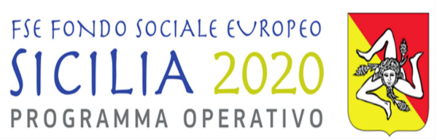 FSE FONDO SOCIALE EUROPEO
SICILIA 2020
PROGRAMMA OPERATIVO